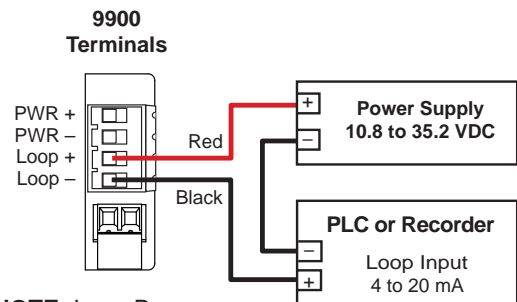 9900
Terminals
PWR +
PWR –
Loop +
Loop –
Red
Black
+
Power Supply
10.8 to 35.2 VDC
–
PLC or Recorder
–
Loop Input
4 to 20 mA
+